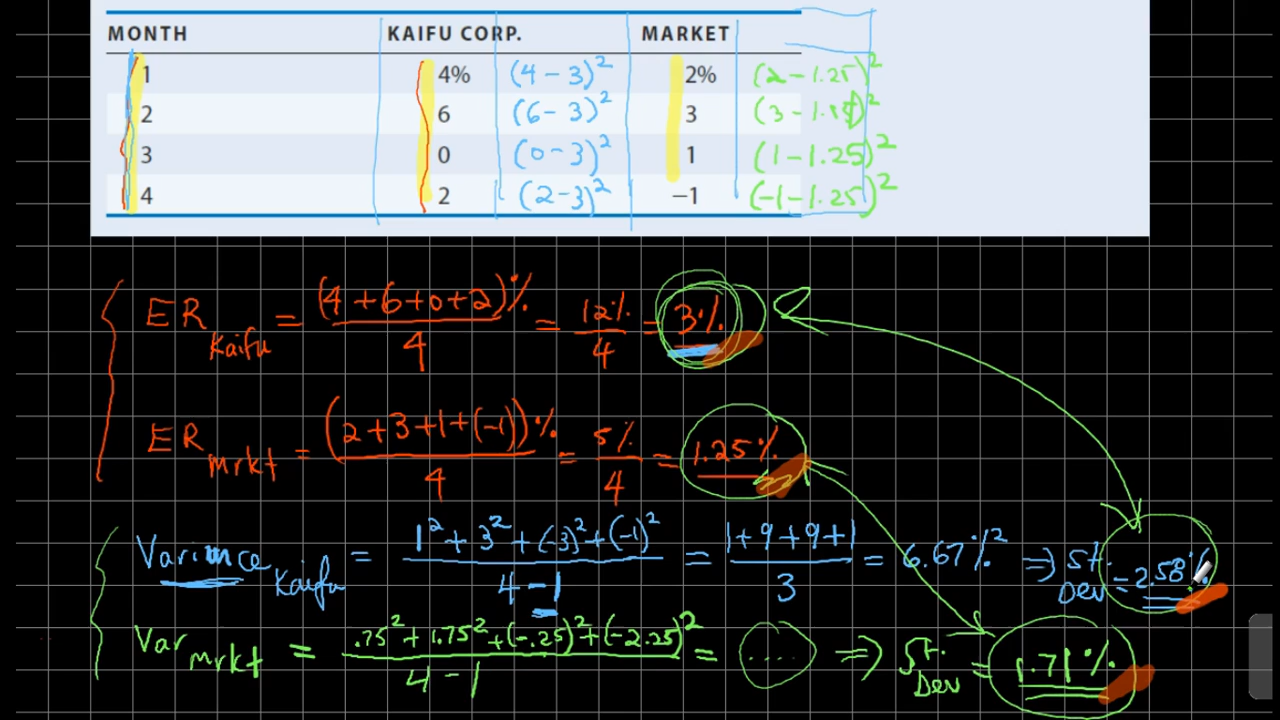 MONTH KAIFU CORP. MARKET
1 4% (4 - 3)² 2% (2 - 1.25)²
2 6 (6 - 3)² 3 (3 - 1.25)²
3 0 (0 - 3)² 1 (1 - 1.25)²
4 2 (2 - 3)² −1 (-1 - 1.25)²
ER Kaifu = (4 + 6 + 0 + 2)% / 4 = 12% / 4 = 3%
ER mrkt = (2 + 3 + 1 + (-1))% / 4 = 5% / 4 = 1.25%
Variance Kaifu = 1² + 3² + (-3)² + (-1)² / 4 - 1 = 1 + 9 + 9 + 1 / 3 = 6.67%² ⇒ St. Dev = 2.58%
Var mrkt = .75² + 1.75² + (-.25)² + (-2.25)² / 4 - 1 = .... ⇒ St. Dev = 1.71%